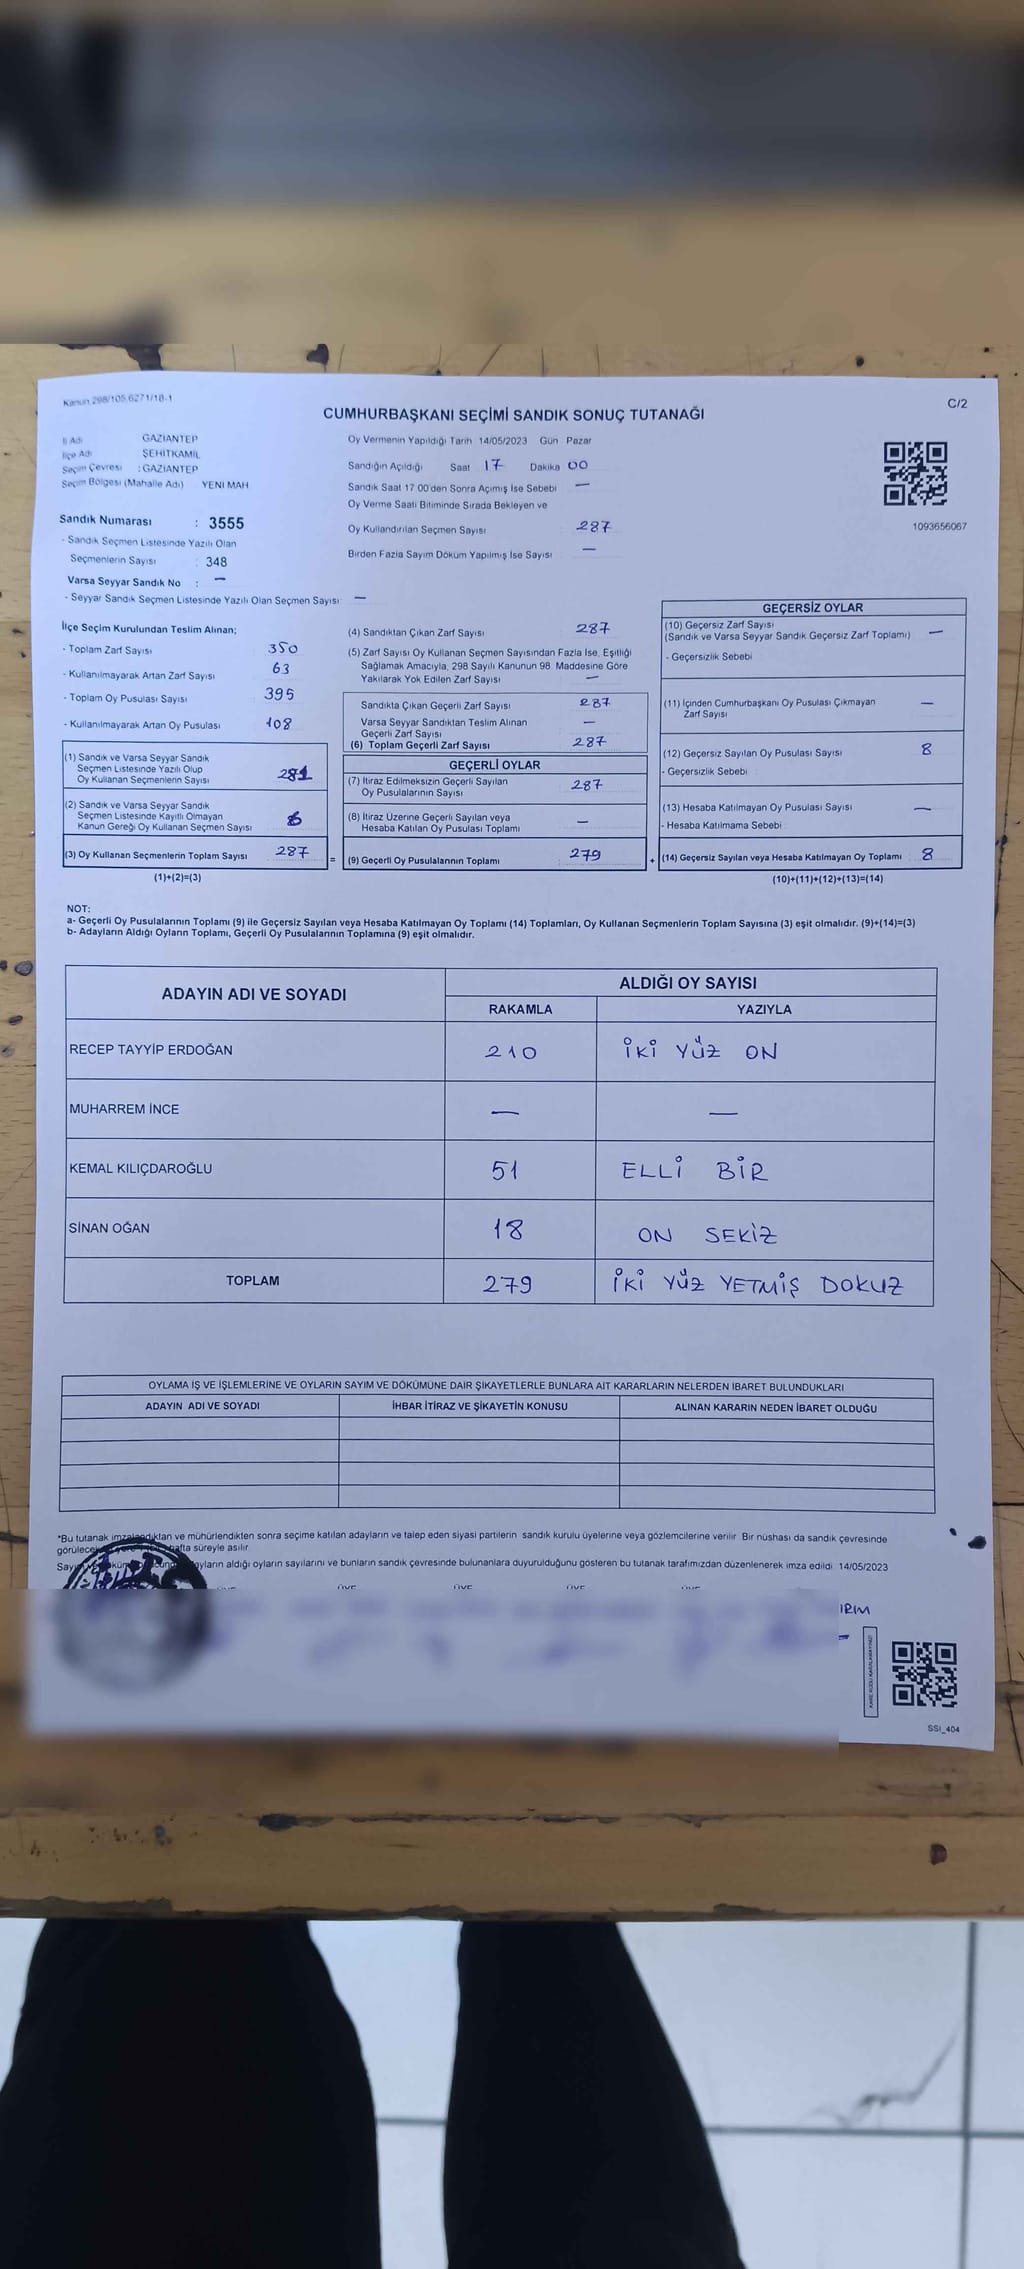 Kanun 298/105,6271/18-1
C/2
CUMHURBAŞKANI SEÇİMİ SANDIK SONUÇ TUTANAĞI
İl Adı GAZIANTEP
İlçe Adı ŞEHİTKAMİL
Seçim Çevresi : GAZIANTEP
Seçim Bölgesi (Mahalle Adı) YENI MAH
Sandık Numarası : 3555
- Sandık Seçmen Listesinde Yazılı Olan
Seçmenlerin Sayısı : 348
Varsa Seyyar Sandık No : —
- Seyyar Sandık Seçmen Listesinde Yazılı Olan Seçmen Sayısı: —
Oy Vermenin Yapıldığı Tarih 14/05/2023 Gün Pazar
Sandığın Açıldığı Saat 17 Dakika 00
Sandık Saat 17 00'den Sonra Açımış İse Sebebi —
Oy Verme Saati Bitiminde Sırada Bekleyen ve
Oy Kullandırılan Seçmen Sayısı : 287
Birden Fazla Sayım Döküm Yapılmış İse Sayısı —
1093656067
İlçe Seçim Kurulundan Teslim Alınan;
- Toplam Zarf Sayısı 350
- Kullanılmayarak Artan Zarf Sayısı 63
- Toplam Oy Pusulası Sayısı 395
- Kullanılmayarak Artan Oy Pusulası 108
(1) Sandık ve Varsa Seyyar Sandık
Seçmen Listesinde Yazılı Olup
Oy Kullanan Seçmenlerin Sayısı 281
(2) Sandık ve Varsa Seyyar Sandık
Seçmen Listesinde Kayıtlı Olmayan
Kanun Gereği Oy Kullanan Seçmen Sayısı 6
(3) Oy Kullanan Seçmenlerin Toplam Sayısı 287
(1)+(2)=(3)
(4) Sandıktan Çıkan Zarf Sayısı 287
(5) Zarf Sayısı Oy Kullanan Seçmen Sayısından Fazla İse, Eşitliği
Sağlamak Amacıyla, 298 Sayılı Kanunun 98. Maddesine Göre
Yakılarak Yok Edilen Zarf Sayısı —
Sandıkta Çıkan Geçerli Zarf Sayısı 287
Varsa Seyyar Sandıktan Teslim Alınan
Geçerli Zarf Sayısı —
(6) Toplam Geçerli Zarf Sayısı 287
GEÇERLİ OYLAR
(7) İtiraz Edilmeksizin Geçerli Sayılan
Oy Pusulalarının Sayısı 287
(8) İtiraz Üzerine Geçerli Sayılan veya
Hesaba Katılan Oy Pusulası Toplamı —
= (9) Geçerli Oy Pusulalarının Toplamı 279
GEÇERSİZ OYLAR
(10) Geçersiz Zarf Sayısı
(Sandık ve Varsa Seyyar Sandık Geçersiz Zarf Toplamı) —
- Geçersizlik Sebebi
(11) İçinden Cumhurbaşkanı Oy Pusulası Çıkmayan
Zarf Sayısı —
(12) Geçersiz Sayılan Oy Pusulası Sayısı 8
- Geçersizlik Sebebi
(13) Hesaba Katılmayan Oy Pusulası Sayısı —
- Hesaba Katılmama Sebebi
+ (14) Geçersiz Sayılan veya Hesaba Katılmayan Oy Toplamı 8
(10)+(11)+(12)+(13)=(14)
NOT:
a- Geçerli Oy Pusulalarının Toplamı (9) ile Geçersiz Sayılan veya Hesaba Katılmayan Oy Toplamı (14) Toplamları, Oy Kullanan Seçmenlerin Toplam Sayısına (3) eşit olmalıdır. (9)+(14)=(3)
b- Adayların Aldığı Oyların Toplamı, Geçerli Oy Pusulalarının Toplamına (9) eşit olmalıdır.
ADAYIN ADI VE SOYADI ALDIĞI OY SAYISI
RAKAMLA YAZIYLA
RECEP TAYYİP ERDOĞAN 210 İKİ YÜZ ON
MUHARREM İNCE — —
KEMAL KILIÇDAROĞLU 51 ELLİ BİR
SİNAN OĞAN 18 ON SEKİZ
TOPLAM 279 İKİ YÜZ YETMİŞ DOKUZ
OYLAMA İŞ VE İŞLEMLERİNE VE OYLARIN SAYIM VE DÖKÜMÜNE DAİR ŞİKAYETLERLE BUNLARA AİT KARARLARIN NELERDEN İBARET BULUNDUKLARI
ADAYIN ADI VE SOYADI İHBAR İTİRAZ VE ŞİKAYETİN KONUSU ALINAN KARARIN NEDEN İBARET OLDUĞU
*Bu tutanak imzalandıktan ve mühürlendikten sonra seçime katılan adayların ve talep eden siyasi partilerin sandık kurulu üyelerine veya gözlemcilerine verilir. Bir nüshası da sandık çevresinde
hafta süreyle asılır
aldığı oyların sayılarını ve bunların sandık çevresinde bulunanlara duyurulduğunu gösteren bu tutanak tarafımızdan düzenlenerek imza edildi. 14/05/2023
ÜYE ÜYE ÜYE ÜYE
IRIM
SSI_404